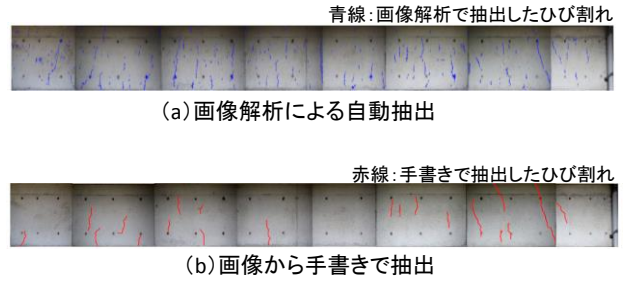 青線：画像解析で抽出したひび割れ
(a)画像解析による自動抽出
赤線：手書きで抽出したひび割れ
(b)画像から手書きで抽出